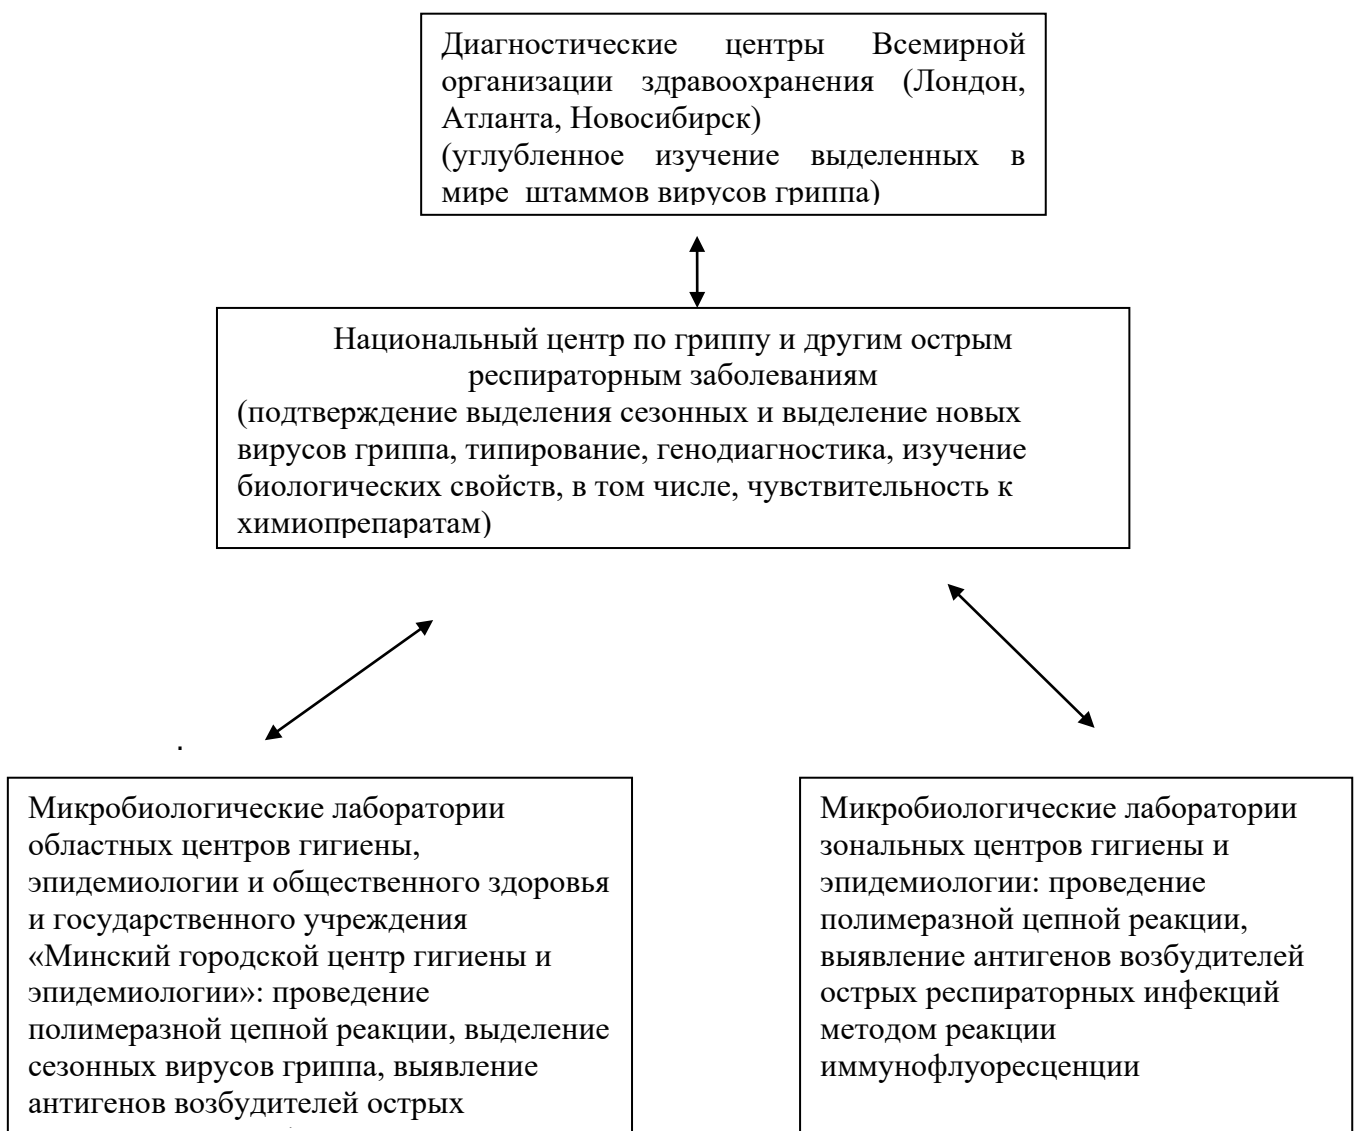 Диагностические центры Всемирной
организации здравоохранения (Лондон,
Атланта, Новосибирск)
(углубленное изучение выделенных в
мире штаммов вирусов гриппа)
Национальный центр по гриппу и другим острым
респираторным заболеваниям
(подтверждение выделения сезонных и выделение новых
вирусов гриппа, типирование, генодиагностика, изучение
биологических свойств, в том числе, чувствительность к
химиопрепаратам)
.
Микробиологические лаборатории
областных центров гигиены,
эпидемиологии и общественного здоровья
и государственного учреждения
«Минский городской центр гигиены и
эпидемиологии»: проведение
полимеразной цепной реакции, выделение
сезонных вирусов гриппа, выявление
антигенов возбудителей острых
Микробиологические лаборатории
зональных центров гигиены и
эпидемиологии: проведение
полимеразной цепной реакции,
выявление антигенов возбудителей
острых респираторных инфекций
методом реакции
иммунофлуоресценции